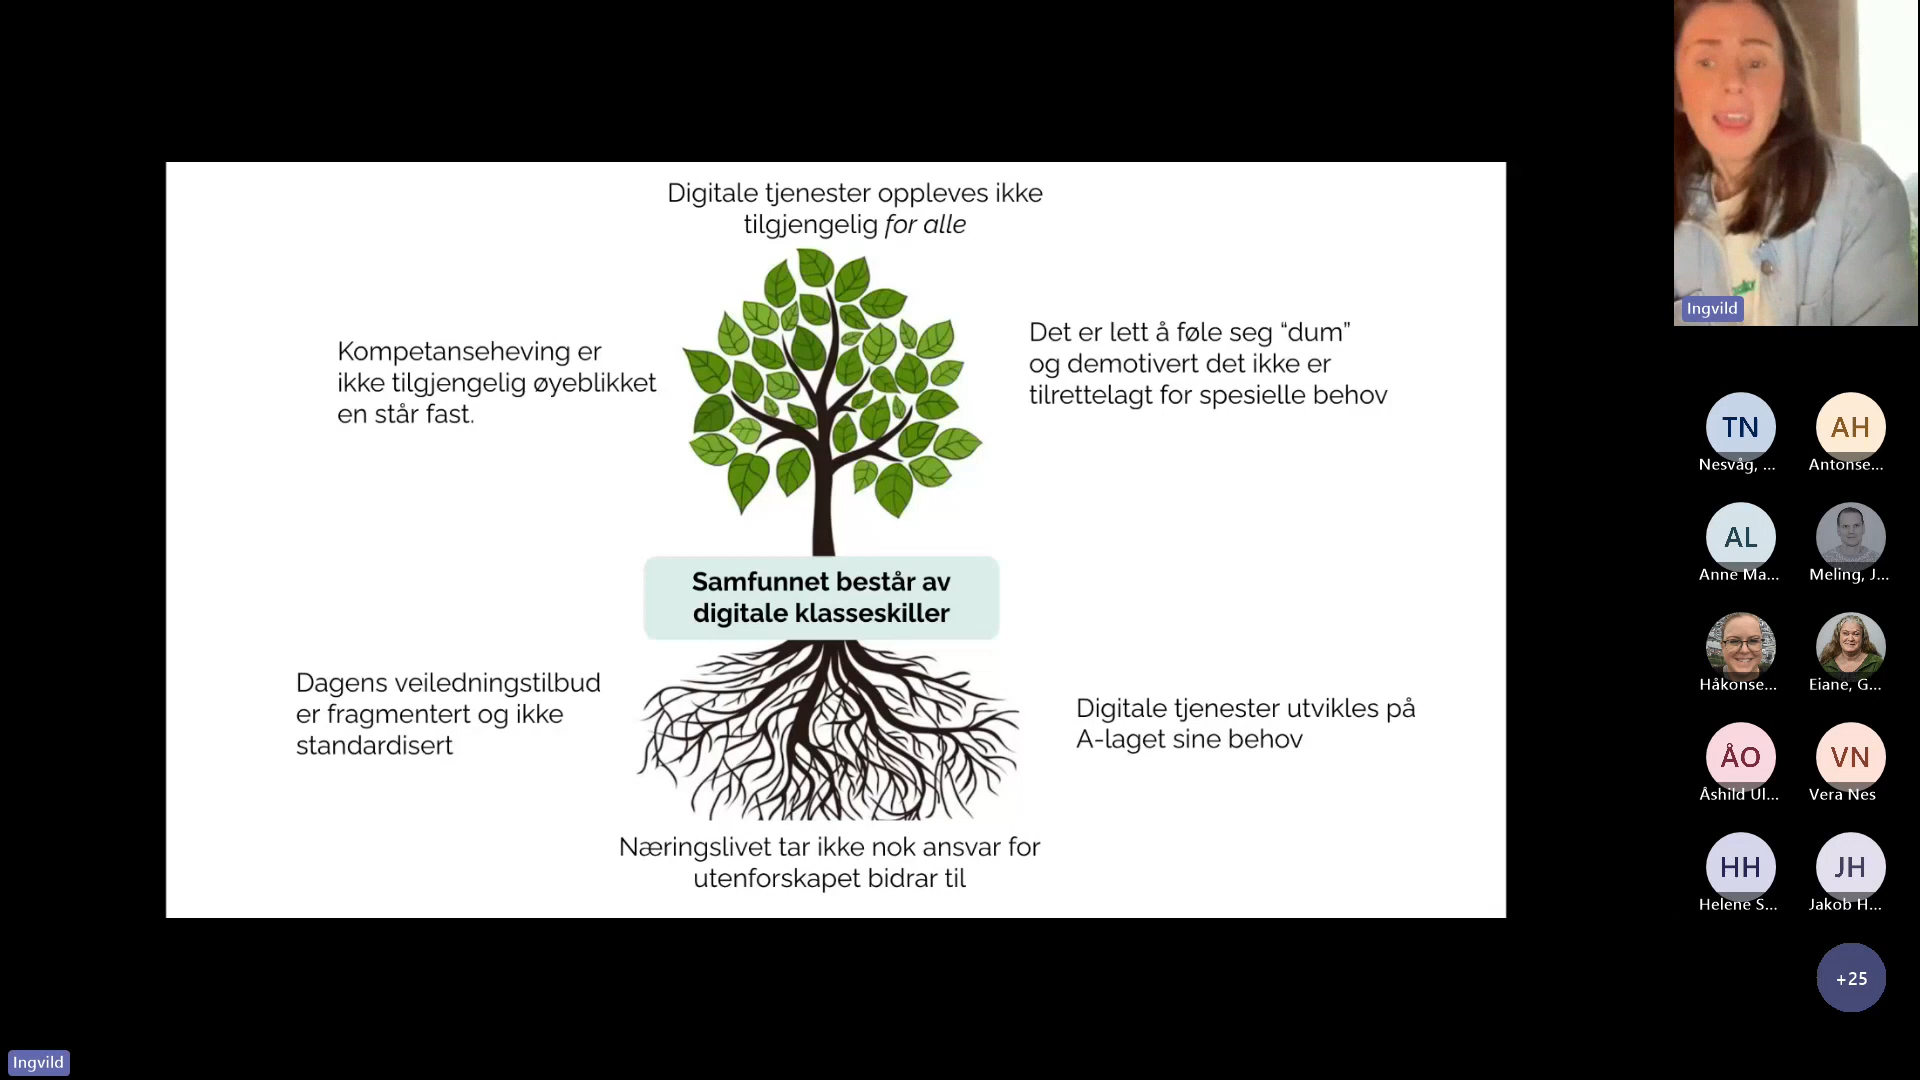 Digitale tjenester oppleves ikke
tilgjengelig for alle
Kompetanseheving er
ikke tilgjengelig øyeblikket
en står fast.
Det er lett å føle seg “dum”
og demotivert det ikke er
tilrettelagt for spesielle behov
Samfunnet består av
digitale klasseskiller
Dagens veiledningstilbud
er fragmentert og ikke
standardisert
Digitale tjenester utvikles på
A-laget sine behov
Næringslivet tar ikke nok ansvar for
utenforskapet bidrar til
Ingvild
TN
Nesvåg, ...
AH
Antonse...
AL
Anne Ma...
Meling, J...
Håkonse...
Eiane, G...
ÅO
Åshild Ul...
VN
Vera Nes
HH
Helene S...
JH
Jakob H...
+25
Ingvild